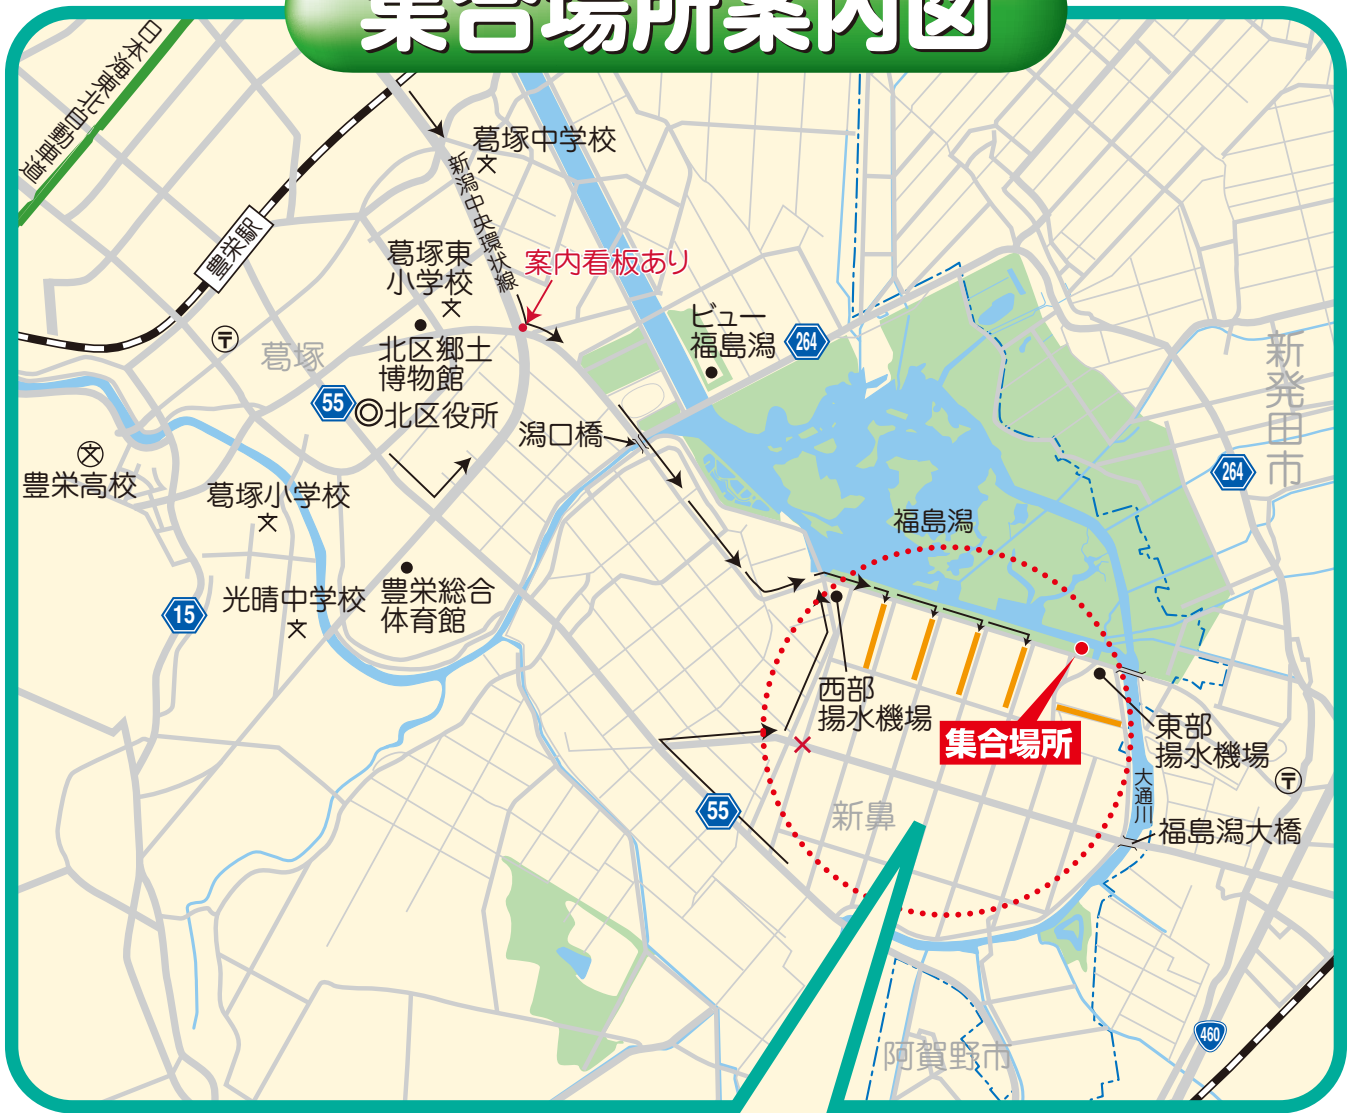 集合場所案内図
日本海東北自動車道
葛塚中学校
新潟中央環状線
豊栄駅
葛塚東
小学校
案内看板あり
ビュー
福島潟
264
葛塚
北区郷土
博物館
新発田市
55
北区役所
潟口橋
264
豊栄高校
葛塚小学校
福島潟
豊栄総合
体育館
光晴中学校
15
西部
揚水機場
集合場所
東部
揚水機場
大通川
55
新鼻
福島潟大橋
阿賀野市
460